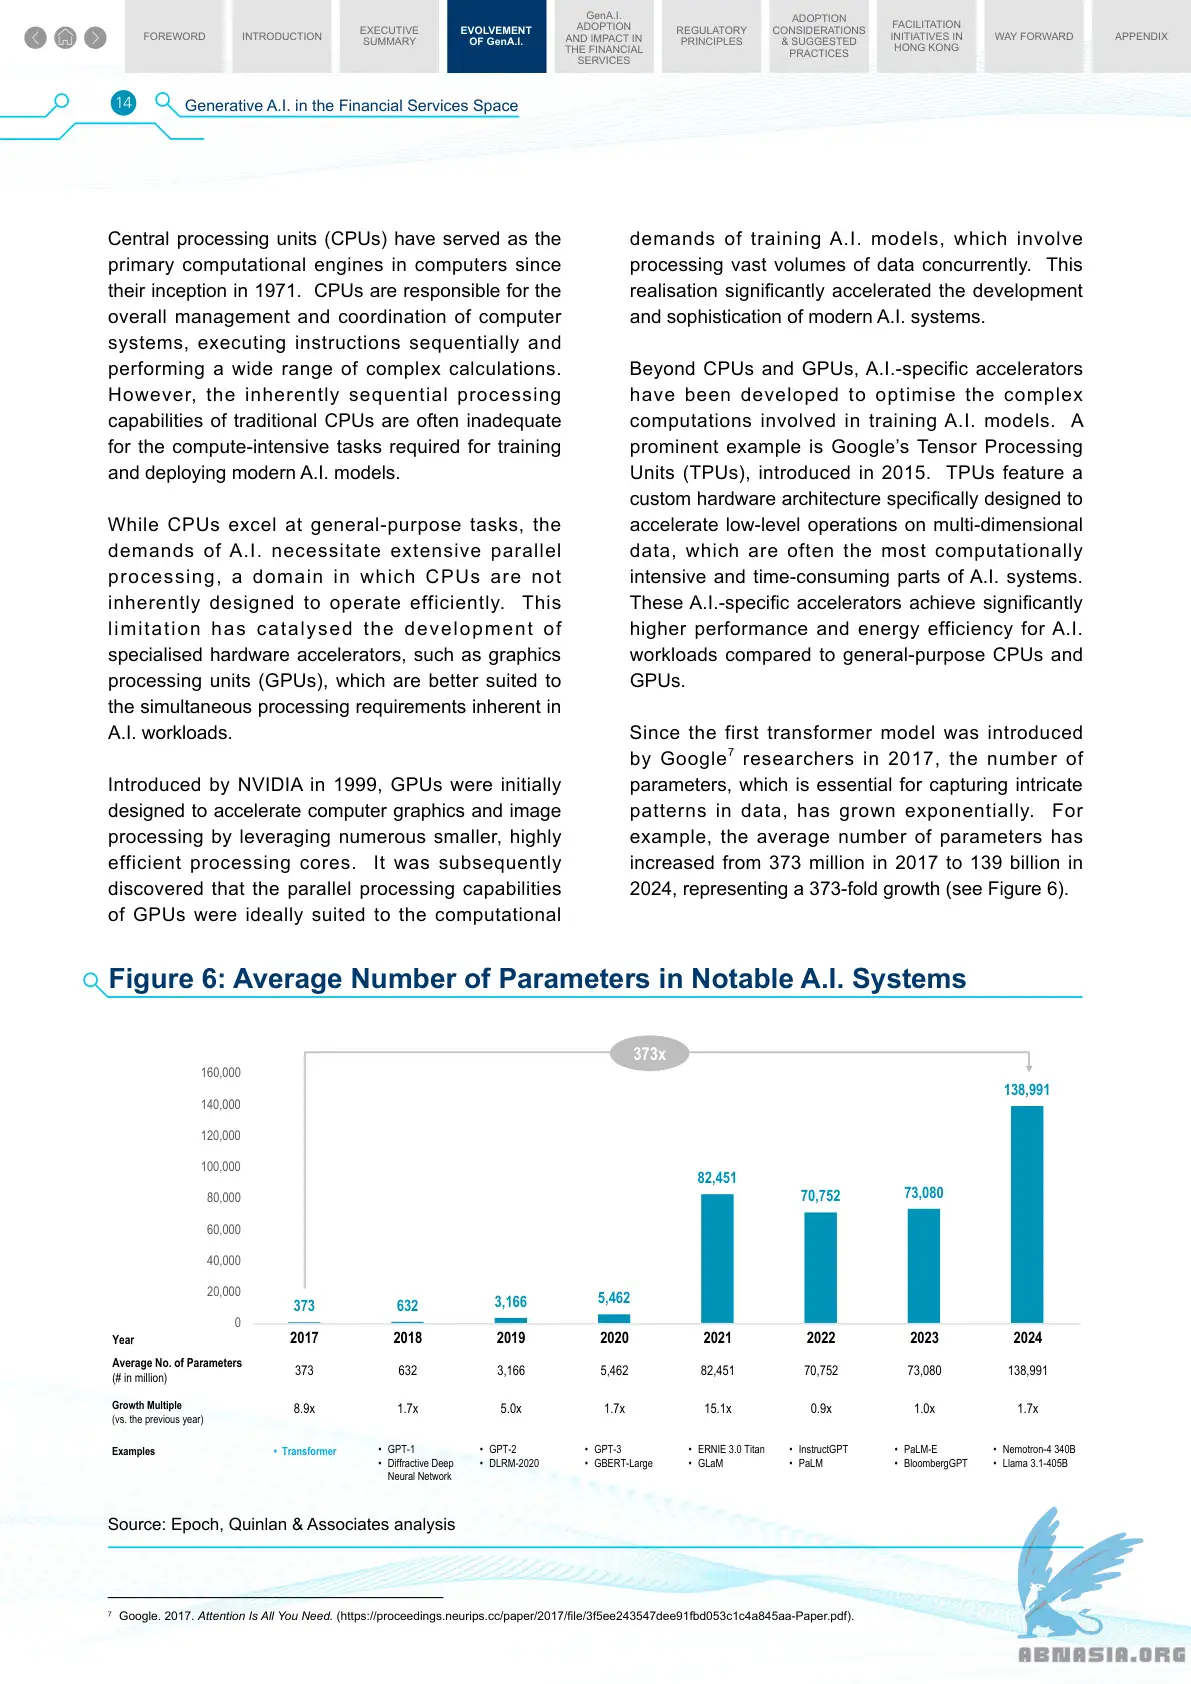 FOREWORD
INTRODUCTION
EXECUTIVE
SUMMARY
EVOLVEMENT
OF GenA.I.
GenA.I.
ADOPTION
AND IMPACT IN
THE FINANCIAL
SERVICES
REGULATORY
PRINCIPLES
ADOPTION
CONSIDERATIONS
& SUGGESTED
PRACTICES
FACILITATION
INITIATIVES IN
HONG KONG
WAY FORWARD
APPENDIX
14
Generative A.I. in the Financial Services Space
Central processing units (CPUs) have served as the
primary computational engines in computers since
their inception in 1971. CPUs are responsible for the
overall management and coordination of computer
systems, executing instructions sequentially and
performing a wide range of complex calculations.
However, the inherently sequential processing
capabilities of traditional CPUs are often inadequate
for the compute-intensive tasks required for training
and deploying modern A.I. models.
While CPUs excel at general-purpose tasks, the
demands of A.I. necessitate extensive parallel
processing, a domain in which CPUs are not
inherently designed to operate efficiently. This
limitation has catalysed the development of
specialised hardware accelerators, such as graphics
processing units (GPUs), which are better suited to
the simultaneous processing requirements inherent in
A.I. workloads.
Introduced by NVIDIA in 1999, GPUs were initially
designed to accelerate computer graphics and image
processing by leveraging numerous smaller, highly
efficient processing cores. It was subsequently
discovered that the parallel processing capabilities
of GPUs were ideally suited to the computational
demands of training A.I. models, which involve
processing vast volumes of data concurrently. This
realisation significantly accelerated the development
and sophistication of modern A.I. systems.
Beyond CPUs and GPUs, A.I.-specific accelerators
have been developed to optimise the complex
computations involved in training A.I. models. A
prominent example is Google's Tensor Processing
Units (TPUs), introduced in 2015. TPUs feature a
custom hardware architecture specifically designed to
accelerate low-level operations on multi-dimensional
data, which are often the most computationally
intensive and time-consuming parts of A.I. systems.
These A.I.-specific accelerators achieve significantly
higher performance and energy efficiency for A.I.
workloads compared to general-purpose CPUs and
GPUs.
Since the first transformer model was introduced
by Google7 researchers in 2017, the number of
parameters, which is essential for capturing intricate
patterns in data, has grown exponentially. For
example, the average number of parameters has
increased from 373 million in 2017 to 139 billion in
2024, representing a 373-fold growth (see Figure 6).
Figure 6: Average Number of Parameters in Notable A.I. Systems
373x
160,000
140,000
120,000
100,000
80,000
60,000
40,000
20,000
0
373 632 3,166 5,462 82,451 70,752 73,080 138,991
Year 2017 2018 2019 2020 2021 2022 2023 2024
Average No. of Parameters
(# in million) 373 632 3,166 5,462 82,451 70,752 73,080 138,991
Growth Multiple
(vs. the previous year) 8.9x 1.7x 5.0x 1.7x 15.1x 0.9x 1.0x 1.7x
Examples
• Transformer
• GPT-1
• Diffractive Deep
Neural Network
• GPT-2
• DLRM-2020
• GPT-3
• GBERT-Large
• ERNIE 3.0 Titan
• GLaM
• InstructGPT
• PaLM
• PaLM-E
• BloombergGPT
• Nemotron-4 340B
• Llama 3.1-405B
Source: Epoch, Quinlan & Associates analysis
7 Google. 2017. Attention Is All You Need. (https://proceedings.neurips.cc/paper/2017/file/3f5ee243547dee91fbd053c1c4a845aa-Paper.pdf).
ABNASIA.ORG